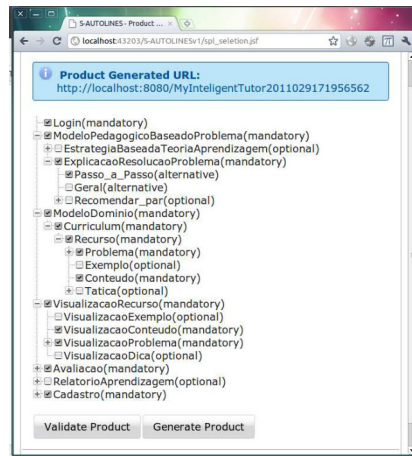 S-AUTOLINES - Product ...
localhost:43203/S-AUTOLINESv1/spl_seletion.jsf
Product Generated URL:
http://localhost:8080/MyInteligentTutor2011029171956562
Login(mandatory)
ModeloPedagogicoBaseadoProblema(mandatory)
EstrategiaBaseadaTeoriaAprendizagem(optional)
ExplicacaoResolucaoProblema(mandatory)
Passo_a_Passo(alternative)
Geral(alternative)
Recomendar_par(optional)
ModeloDominio(mandatory)
Curriculum(mandatory)
Recurso(mandatory)
Problema(mandatory)
Exemplo(optional)
Conteudo(mandatory)
Tatica(optional)
VisualizacaoRecurso(mandatory)
VisualizacaoExemplo(optional)
VisualizacaoConteudo(mandatory)
VisualizacaoProblema(mandatory)
VisualizacaoDica(optional)
Avaliacao(mandatory)
RelatorioAprendizagem(optional)
Cadastro(mandatory)
Validate Product Generate Product